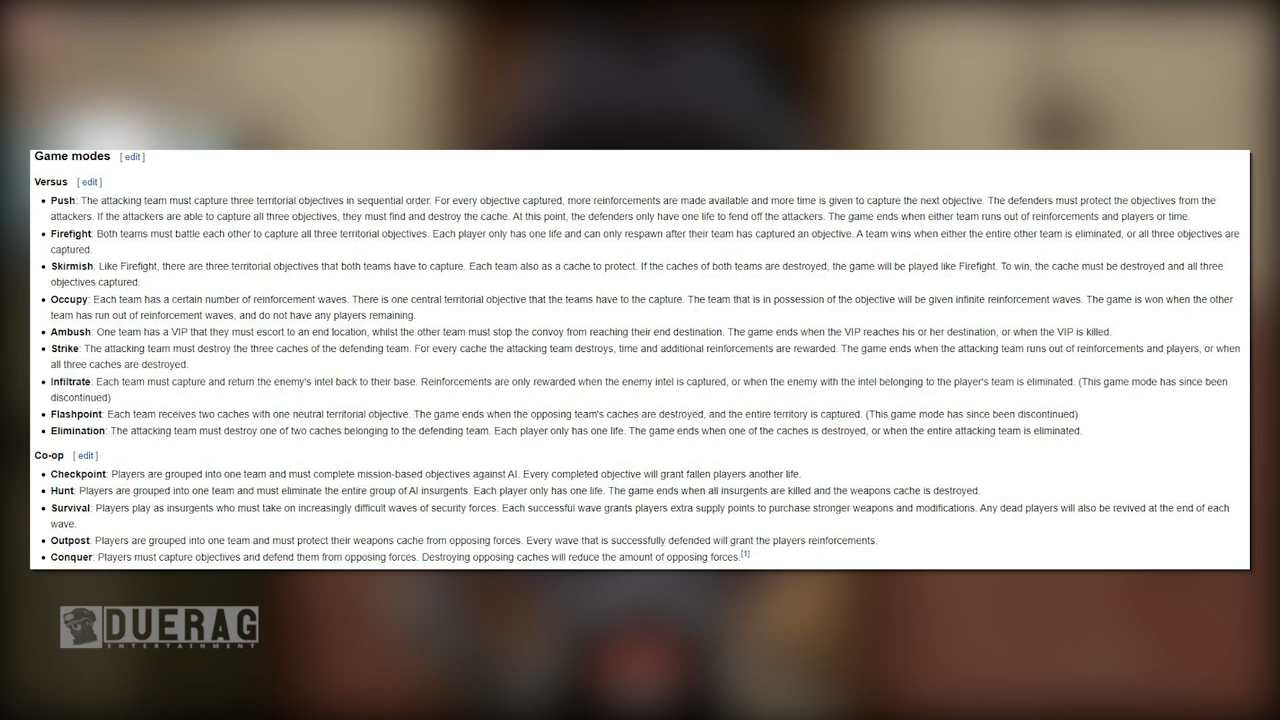 Game modes [ edit ]
Versus [ edit ]
• Push: The attacking team must capture three territorial objectives in sequential order. For every objective captured, more reinforcements are made available and more time is given to capture the next objective. The defenders must protect the objectives from the
attackers. If the attackers are able to capture all three objectives, they must find and destroy the cache. At this point, the defenders only have one life to fend off the attackers. The game ends when either team runs out of reinforcements and players or time.
• Firefight: Both teams must battle each other to capture all three territorial objectives. Each player only has one life and can only respawn after their team has captured an objective. A team wins when either the entire other team is eliminated, or all three objectives are
captured.
• Skirmish: Like Firefight, there are three territorial objectives that both teams have to capture. Each team also as a cache to protect. If the caches of both teams are destroyed, the game will be played like Firefight. To win, the cache must be destroyed and all three
objectives captured.
• Occupy: Each team has a certain number of reinforcement waves. There is one central territorial objective that the teams have to the capture. The team that is in possession of the objective will be given infinite reinforcement waves. The game is won when the other
team has run out of reinforcement waves, and do not have any players remaining.
• Ambush: One team has a VIP that they must escort to an end location, whilst the other team must stop the convoy from reaching their end destination. The game ends when the VIP reaches his or her destination, or when the VIP is killed.
• Strike: The attacking team must destroy the three caches of the defending team. For every cache the attacking team destroys, time and additional reinforcements are rewarded. The game ends when the attacking team runs out of reinforcements and players, or when
all three caches are destroyed.
• Infiltrate: Each team must capture and return the enemy's intel back to their base. Reinforcements are only rewarded when the enemy intel is captured, or when the enemy with the intel belonging to the player's team is eliminated. (This game mode has since been
discontinued)
• Flashpoint: Each team receives two caches with one neutral territorial objective. The game ends when the opposing team's caches are destroyed, and the entire territory is captured. (This game mode has since been discontinued)
• Elimination: The attacking team must destroy one of two caches belonging to the defending team. Each player only has one life. The game ends when one of the caches is destroyed, or when the entire attacking team is eliminated.
Co-op [ edit ]
• Checkpoint: Players are grouped into one team and must complete mission-based objectives against AI. Every completed objective will grant fallen players another life.
• Hunt: Players are grouped into one team and must eliminate the entire group of AI insurgents. Each player only has one life. The game ends when all insurgents are killed and the weapons cache is destroyed.
• Survival: Players play as insurgents who must take on increasingly difficult waves of security forces. Each successful wave grants players extra supply points to purchase stronger weapons and modifications. Any dead players will also be revived at the end of each
wave.
• Outpost: Players are grouped into one team and must protect their weapons cache from opposing forces. Every wave that is successfully defended will grant the players reinforcements.
• Conquer: Players must capture objectives and defend them from opposing forces. Destroying opposing caches will reduce the amount of opposing forces.[1]
DUERAG
ENTERTAINMENT